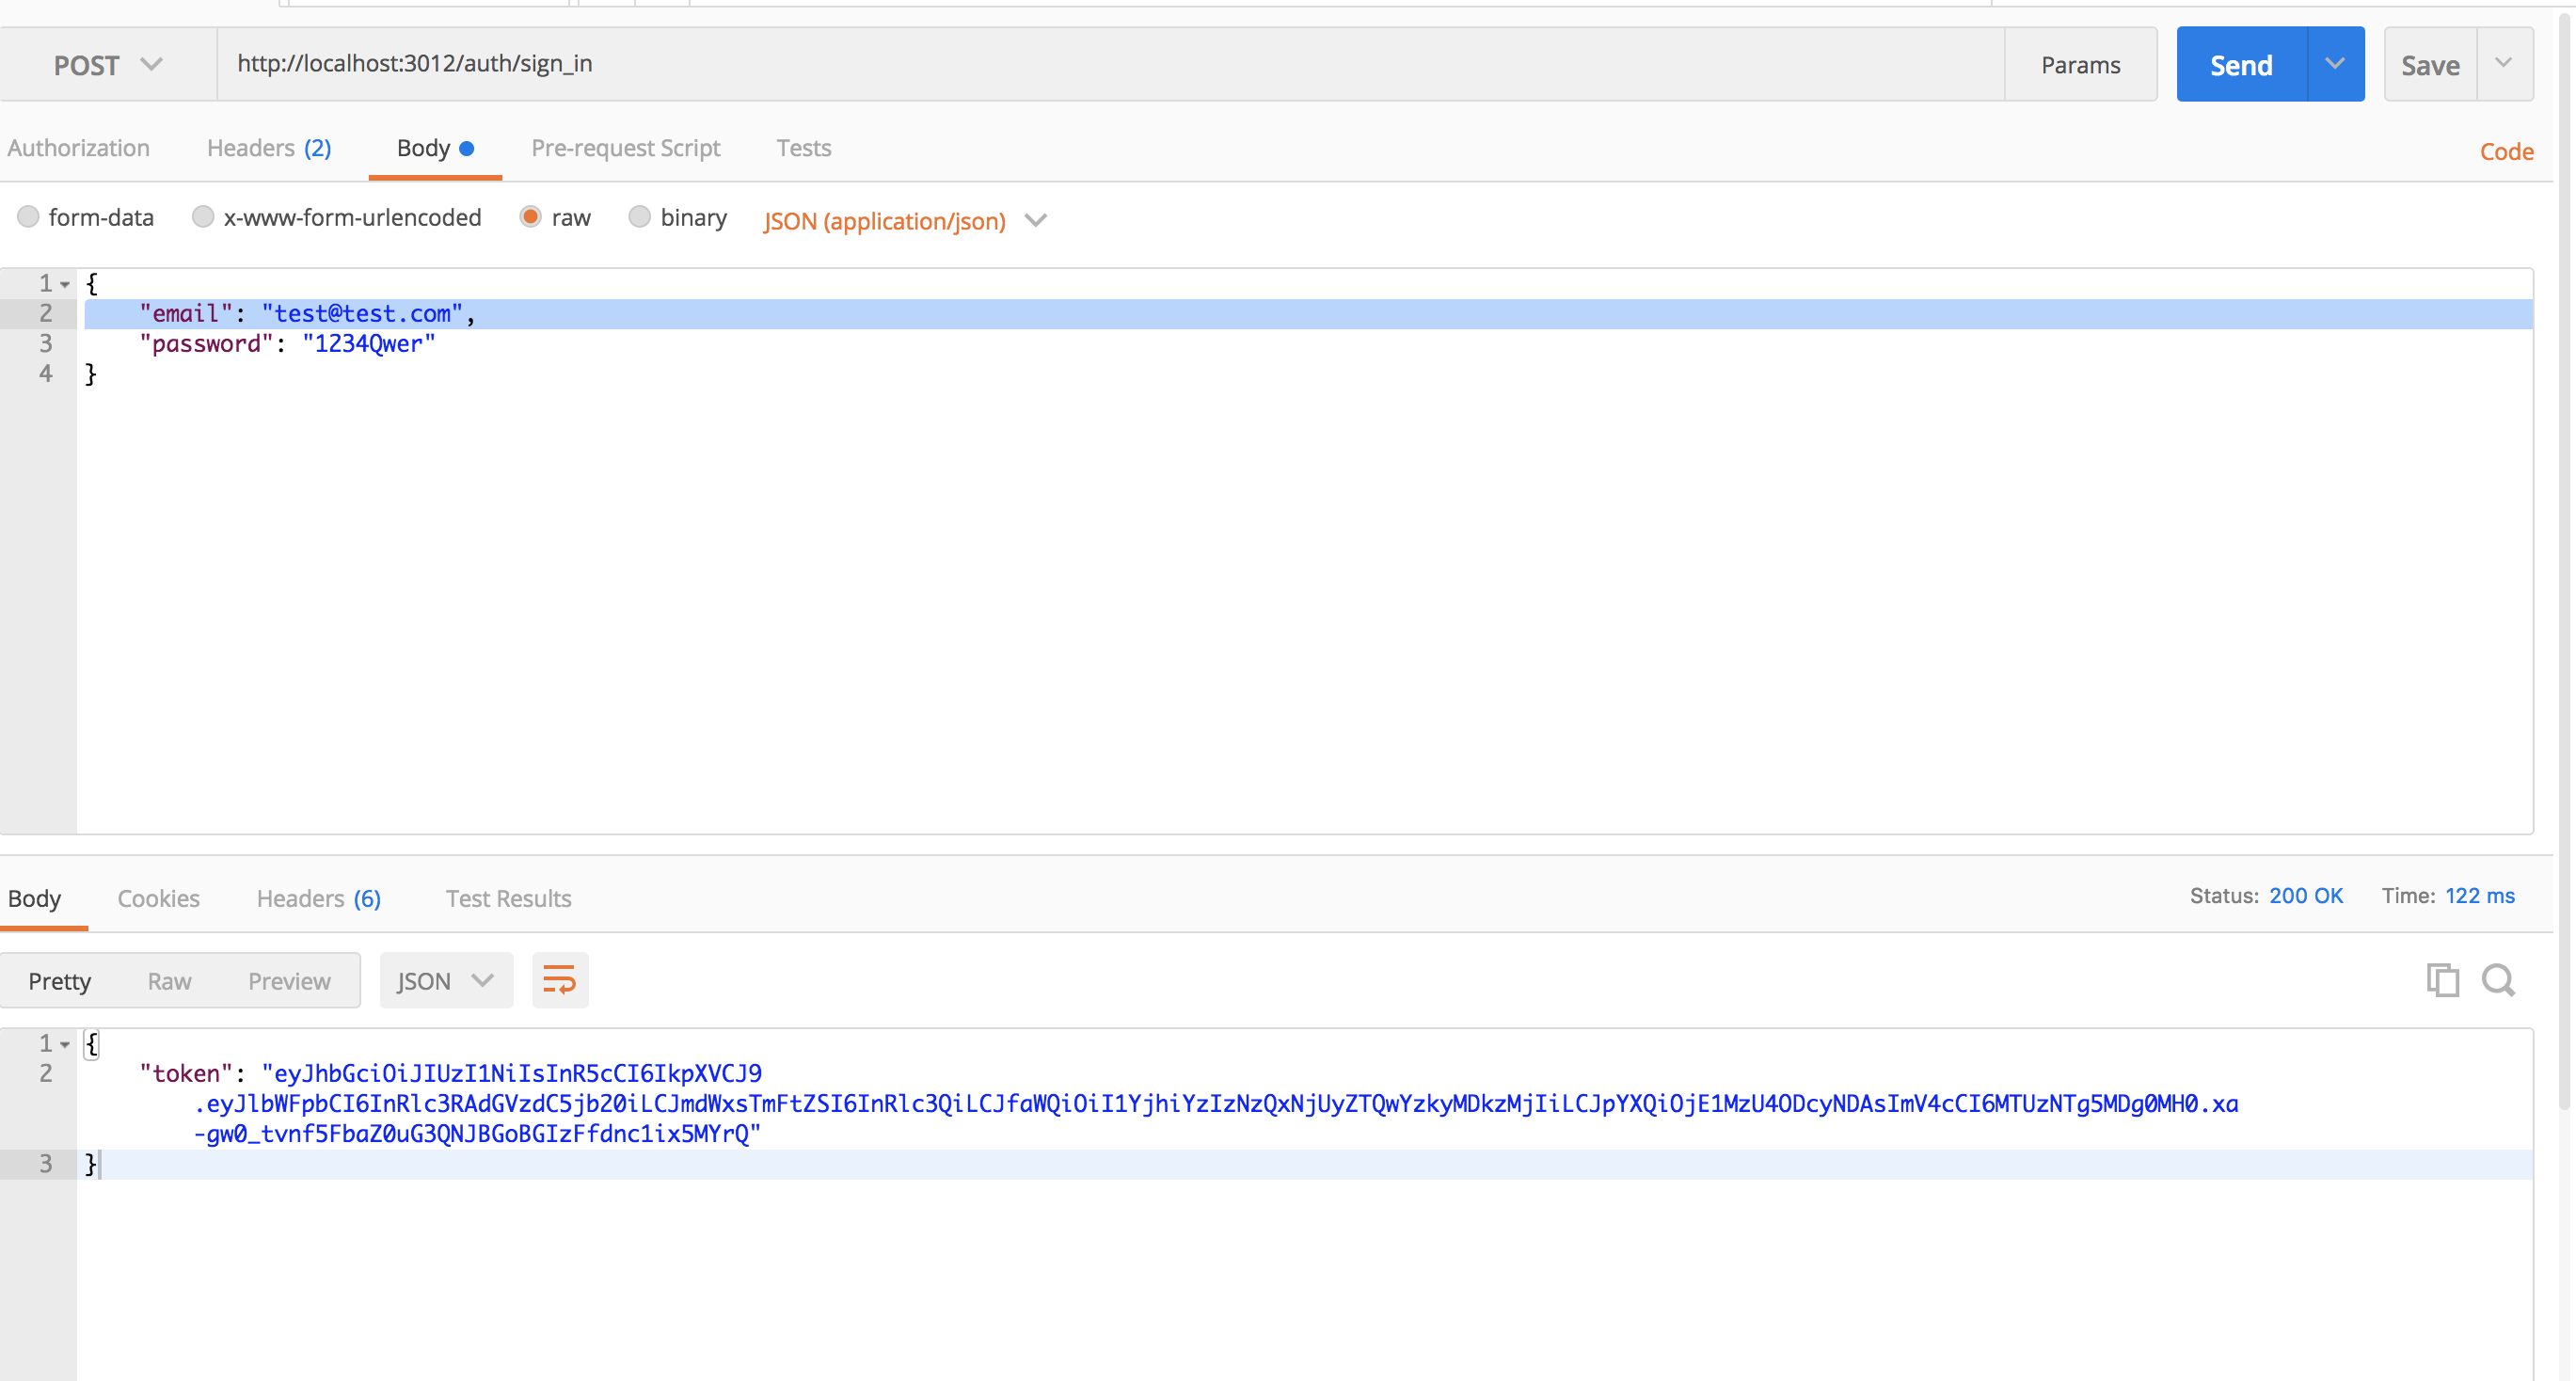 POST http://localhost:3012/auth/sign_in Params Send Save
Authorization Headers (2) Body Pre-request Script Tests Code
form-data x-www-form-urlencoded raw binary JSON (application/json)
1 {
2 "email": "test@test.com",
3 "password": "1234Qwer"
4 }
Body Cookies Headers (6) Test Results Status: 200 OK Time: 122 ms
Pretty Raw Preview JSON
1 {
2 "token": "eyJhbGciOiJIUzI1NiIsInR5cCI6IkpXVCJ9
.eyJlbWFpbCI6InRlc3RAdGVzdC5jb20iLCJmdWxsTmFtZSI6InRlc3QiLCJfaWQiOiI1YjhiYzIzNzQxNjUyZTQwYzkyMDkzMjIiLCJpYXQiOjE1MzU4ODcyNDAsImV4cCI6MTUzNTg5MDg0MH0.xa
-gw0_tvnf5FbaZ0uG3QNJBGoBGIzFfdnc1ix5MYrQ"
3 }